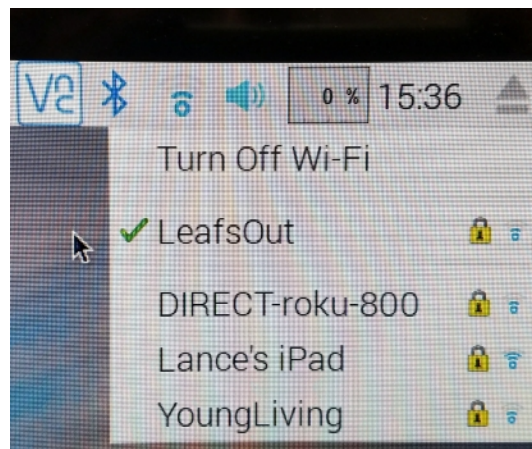 V2 0 % 15:36
Turn Off Wi-Fi
LeafsOut
DIRECT-roku-800
Lance's iPad
YoungLiving